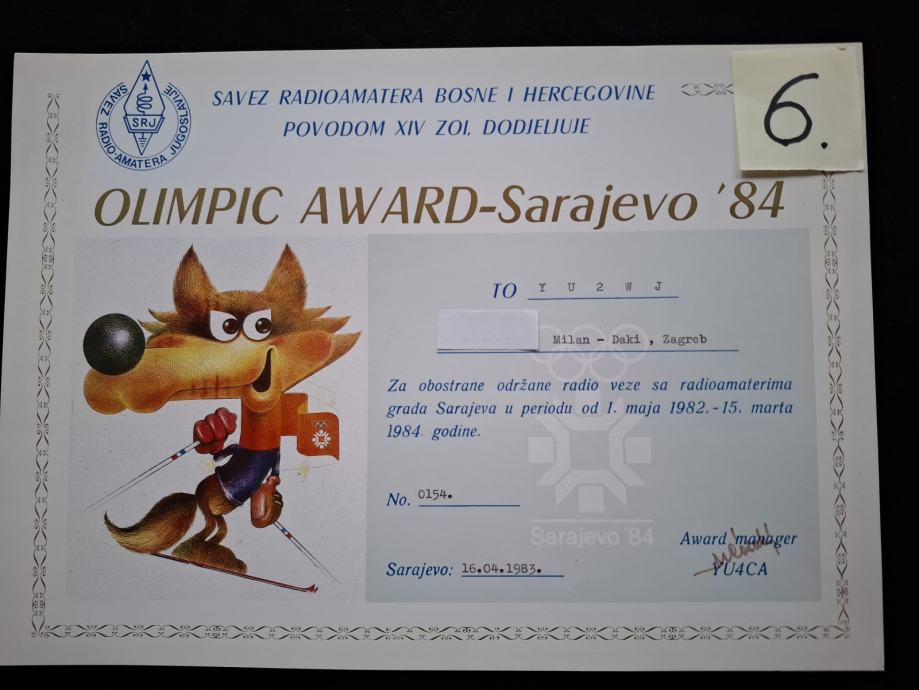 SAVEZ RADIO-AMATERA JUGOSLAVIJE
SRJ
SAVEZ RADIOAMATERA BOSNE I HERCEGOVINE
POVODOM XIV ZOI. DODJELJUJE
6.
OLIMPIC AWARD-Sarajevo '84
TO Y U 2 W J
Milan - Daki , Zagreb
Za obostrane održane radio veze sa radioamaterima
grada Sarajeva u periodu od 1. maja 1982.-15. marta
1984. godine.
No. 0154.
Sarajevo '84
Award manager
Sarajevo: 16.04.1983.
YU4CA